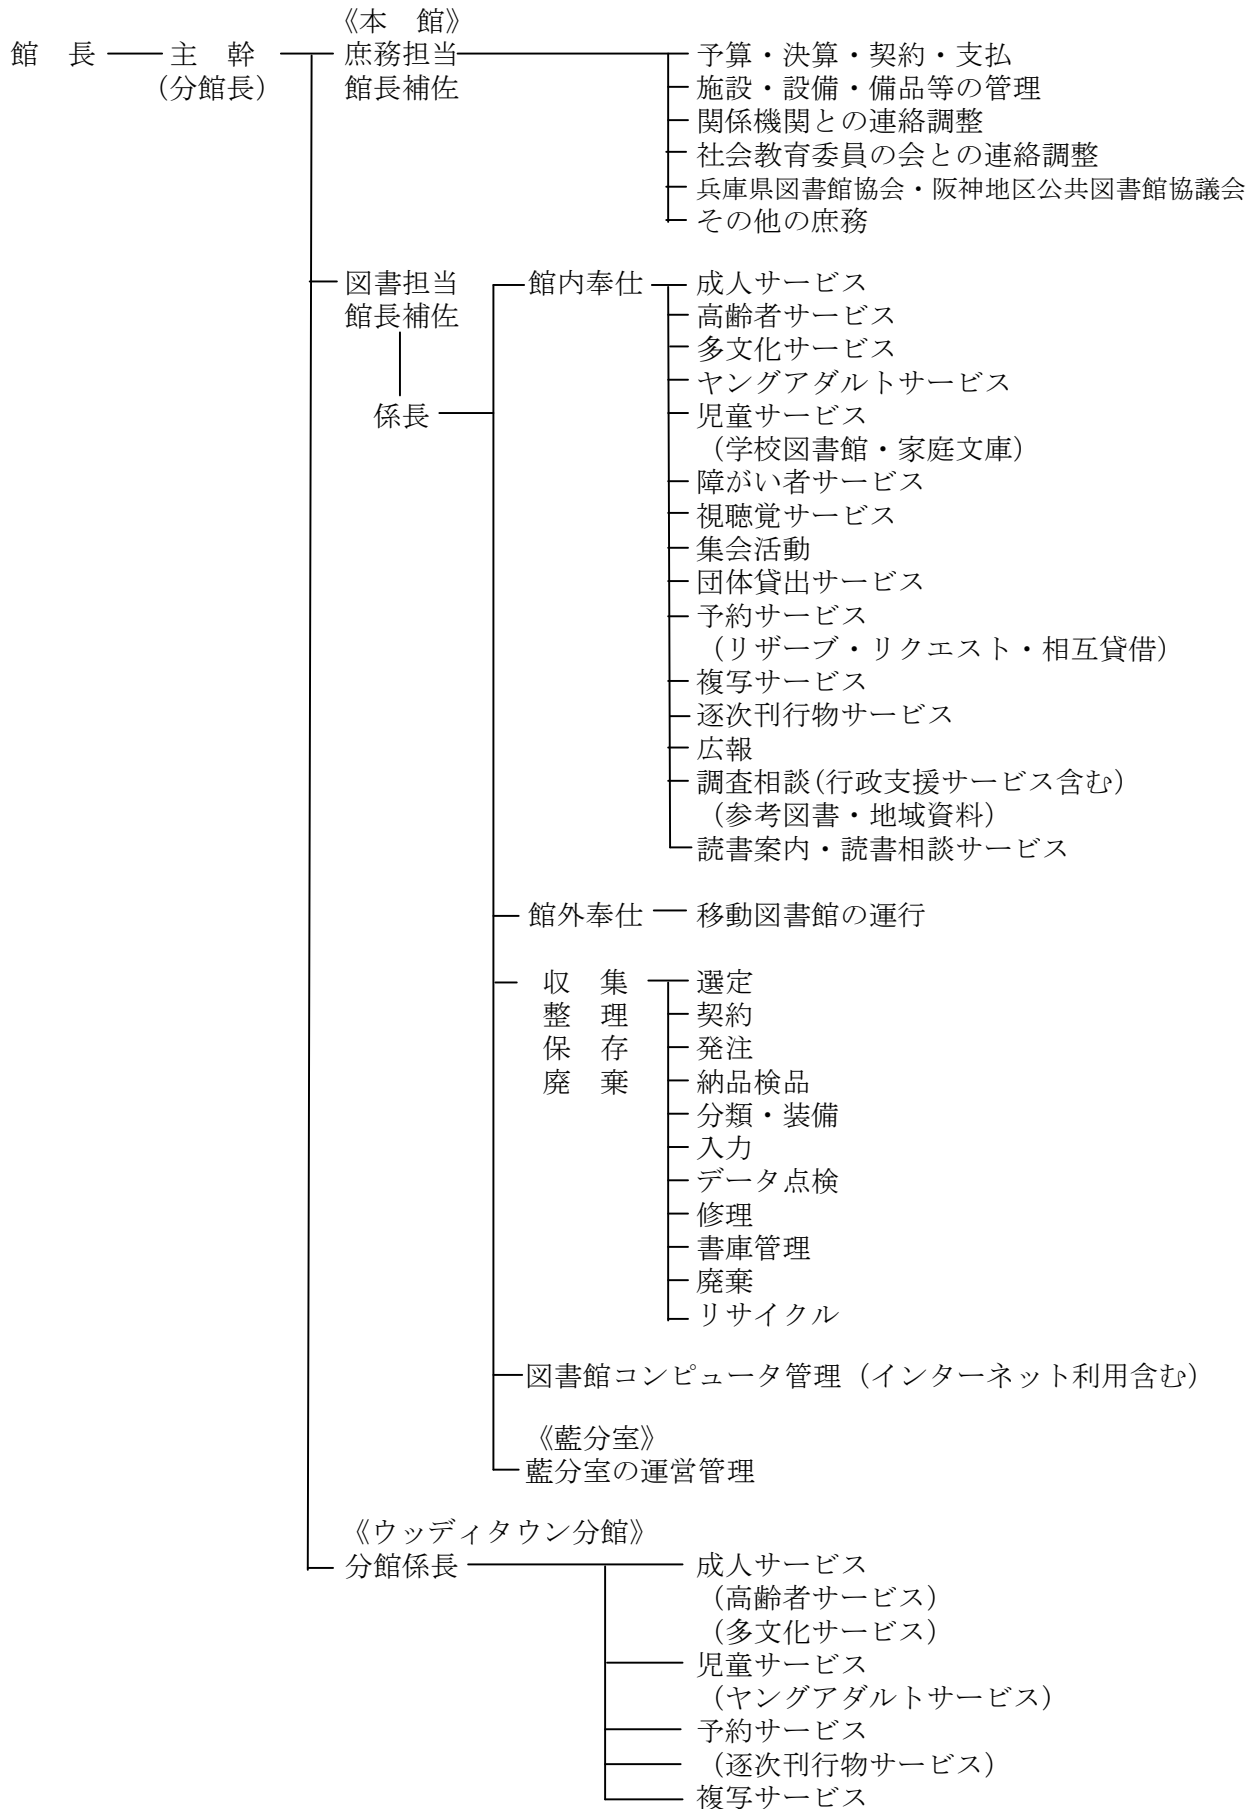 《本　館》
館　長　主　幹　庶務担当　予算・決算・契約・支払
(分館長)　館長補佐　施設・設備・備品等の管理
関係機関との連絡調整
社会教育委員の会との連絡調整
兵庫県図書館協会・阪神地区公共図書館協議会
その他の庶務
図書担当　館内奉仕　成人サービス
館長補佐　高齢者サービス
多文化サービス
ヤングアダルトサービス
係長　児童サービス
（学校図書館・家庭文庫）
障がい者サービス
視聴覚サービス
集会活動
団体貸出サービス
予約サービス
（リザーブ・リクエスト・相互貸借）
複写サービス
逐次刊行物サービス
広報
調査相談(行政支援サービス含む)
（参考図書・地域資料）
読書案内・読書相談サービス
館外奉仕　移動図書館の運行
収　集　選定
整　理　契約
保　存　発注
廃　棄　納品検品
分類・装備
入力
データ点検
修理
書庫管理
廃棄
リサイクル
図書館コンピュータ管理（インターネット利用含む）
《藍分室》
藍分室の運営管理
《ウッディタウン分館》
分館係長　成人サービス
（高齢者サービス）
（多文化サービス）
児童サービス
（ヤングアダルトサービス）
予約サービス
（逐次刊行物サービス）
複写サービス